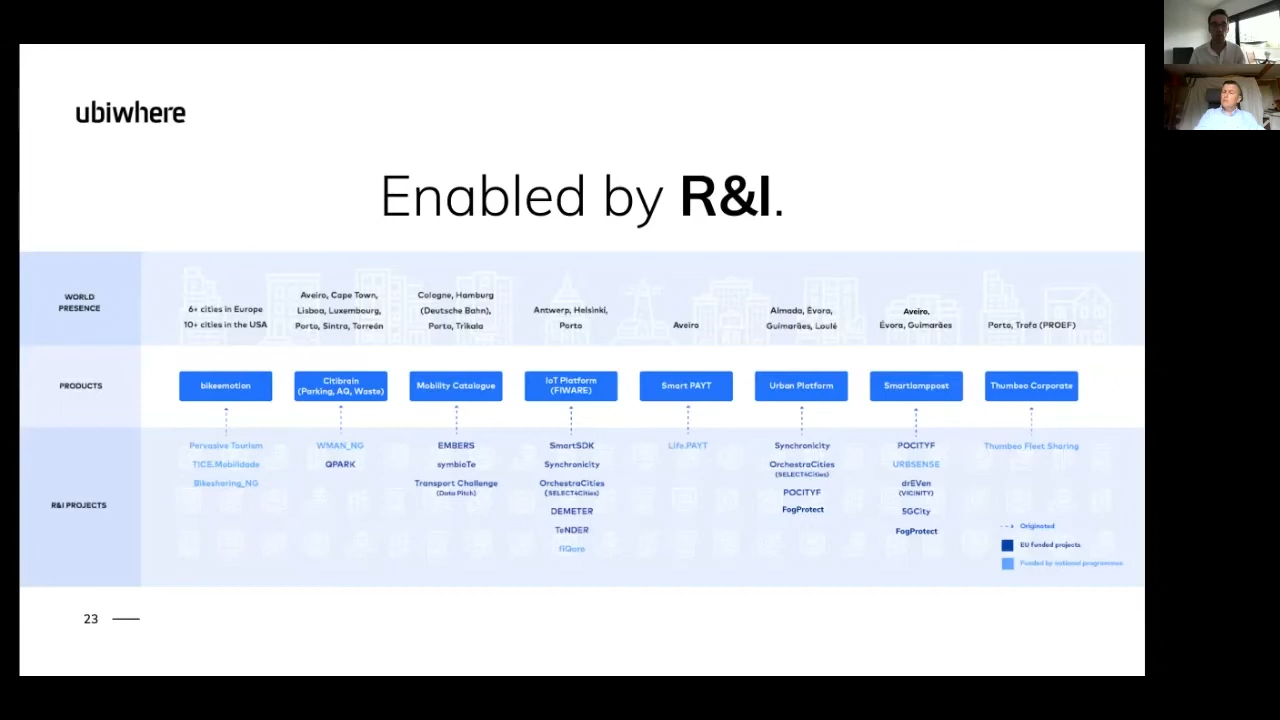 ubiwhere
Enabled by R&I.
WORLD
PRESENCE
6+ cities in Europe
10+ cities in the USA
Aveiro, Cape Town,
Lisboa, Luxembourg,
Porto, Sintra, Torreón
Cologne, Hamburg
(Deutsche Bahn),
Porto, Trikala
Antwerp, Helsinki,
Porto
Aveiro
Almada, Évora,
Guimarães, Loulé
Aveiro,
Évora, Guimarães
Porto, Trofa (PROEF)
PRODUCTS
bikeemotion
Citibrain
(Parking, AQ, Waste)
Mobility Catalogue
IoT Platform
(FIWARE)
Smart PAYT
Urban Platform
Smartlamppost
Thumbeo Corporate
R&I PROJECTS
Pervasive Tourism
TICE.Mobilidade
Bikesharing_NG
WMAN_NG
QPARK
EMBERS
symbioTe
Transport Challenge
(Data Pitch)
SmartSDK
Synchronicity
OrchestraCities
(SELECT4Cities)
DEMETER
TeNDER
fIQare
Life.PAYT
Synchronicity
OrchestraCities
(SELECT4Cities)
POCITYF
FogProtect
POCITYF
URBSENSE
drEVen
(VICINITY)
5GCity
FogProtect
Thumbeo Fleet Sharing
Originated
EU funded projects
Funded by national programmes
23